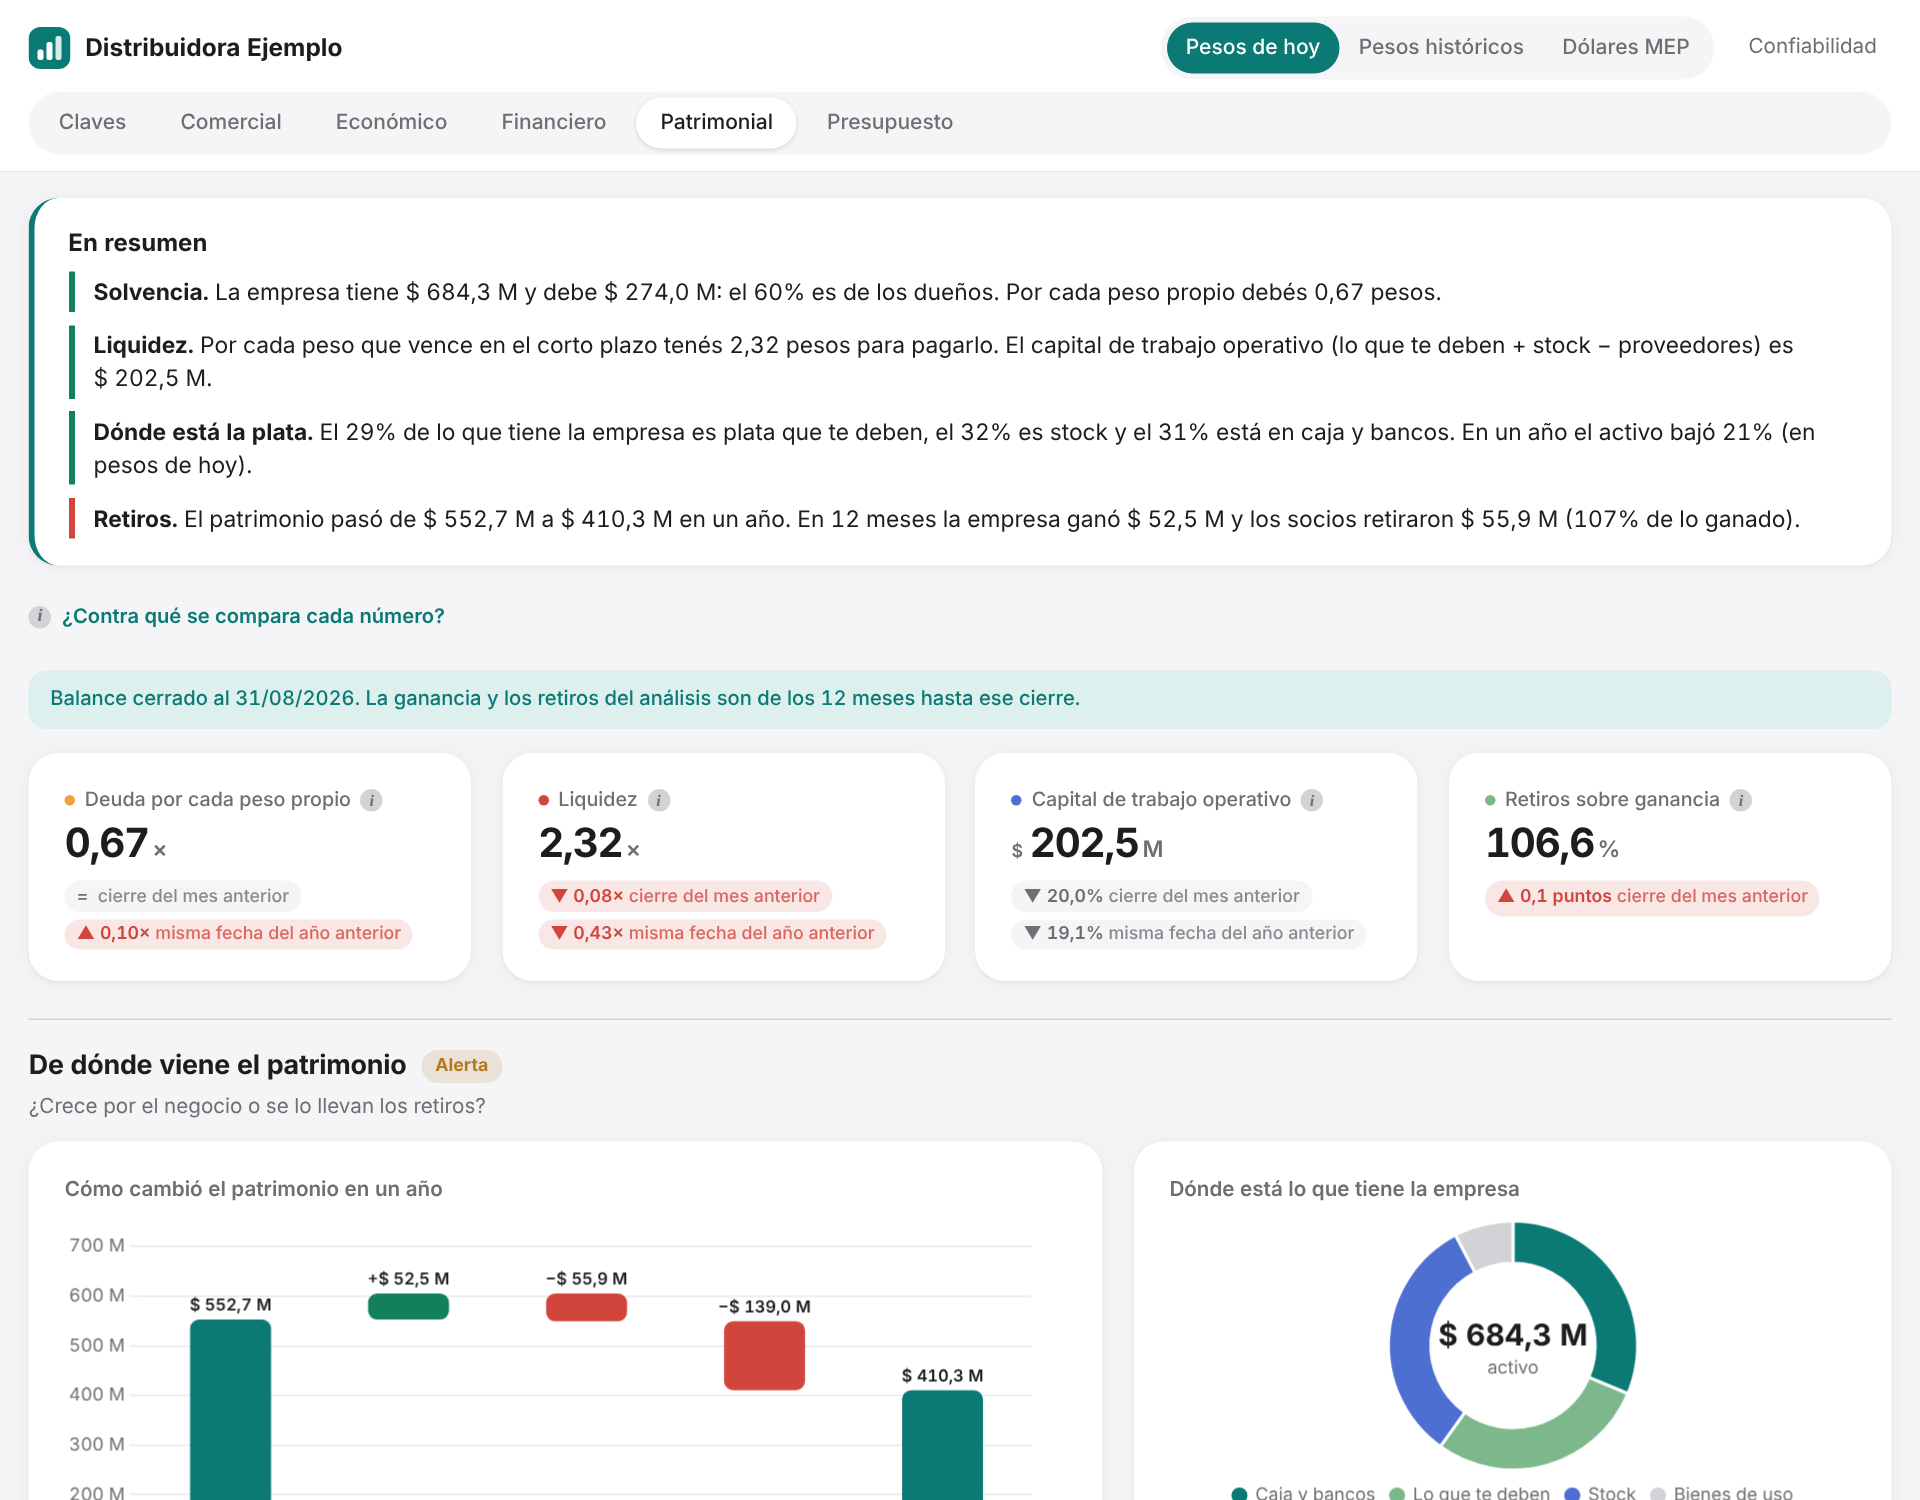 Distribuidora Ejemplo
Pesos de hoy
Pesos históricos
Dólares MEP
Confiabilidad
Claves
Comercial
Económico
Financiero
Patrimonial
Presupuesto
En resumen
Solvencia. La empresa tiene $ 684,3 M y debe $ 274,0 M: el 60% es de los dueños. Por cada peso propio debés 0,67 pesos.
Liquidez. Por cada peso que vence en el corto plazo tenés 2,32 pesos para pagarlo. El capital de trabajo operativo (lo que te deben + stock − proveedores) es
$ 202,5 M.
Dónde está la plata. El 29% de lo que tiene la empresa es plata que te deben, el 32% es stock y el 31% está en caja y bancos. En un año el activo bajó 21% (en
pesos de hoy).
Retiros. El patrimonio pasó de $ 552,7 M a $ 410,3 M en un año. En 12 meses la empresa ganó $ 52,5 M y los socios retiraron $ 55,9 M (107% de lo ganado).
i ¿Contra qué se compara cada número?
Balance cerrado al 31/08/2026. La ganancia y los retiros del análisis son de los 12 meses hasta ese cierre.
Deuda por cada peso propio i
0,67 ×
= cierre del mes anterior
▲ 0,10× misma fecha del año anterior
Liquidez i
2,32 ×
▼ 0,08× cierre del mes anterior
▼ 0,43× misma fecha del año anterior
Capital de trabajo operativo i
$ 202,5 M
▼ 20,0% cierre del mes anterior
▼ 19,1% misma fecha del año anterior
Retiros sobre ganancia i
106,6 %
▲ 0,1 puntos cierre del mes anterior
De dónde viene el patrimonio Alerta
¿Crece por el negocio o se lo llevan los retiros?
Cómo cambió el patrimonio en un año
700 M
600 M
500 M
400 M
300 M
200 M
$ 552,7 M
+$ 52,5 M
−$ 55,9 M
−$ 139,0 M
$ 410,3 M
Dónde está lo que tiene la empresa
$ 684,3 M
activo
Caja y bancos
Lo que te deben
Stock
Bienes de uso